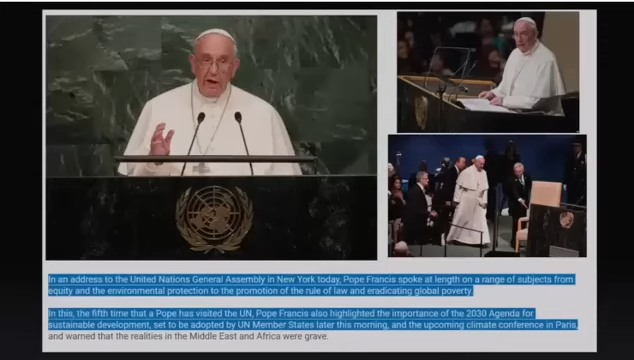 In an address to the United Nations General Assembly in New York today, Pope Francis spoke at length on a range of subjects from
equity and the environmental protection to the promotion of the rule of law and eradicating global poverty.
In this, the fifth time that a Pope has visited the UN, Pope Francis also highlighted the importance of the 2030 Agenda for
sustainable development, set to be adopted by UN Member States later this morning, and the upcoming climate conference in Paris,
and warned that the realities in the Middle East and Africa were grave.